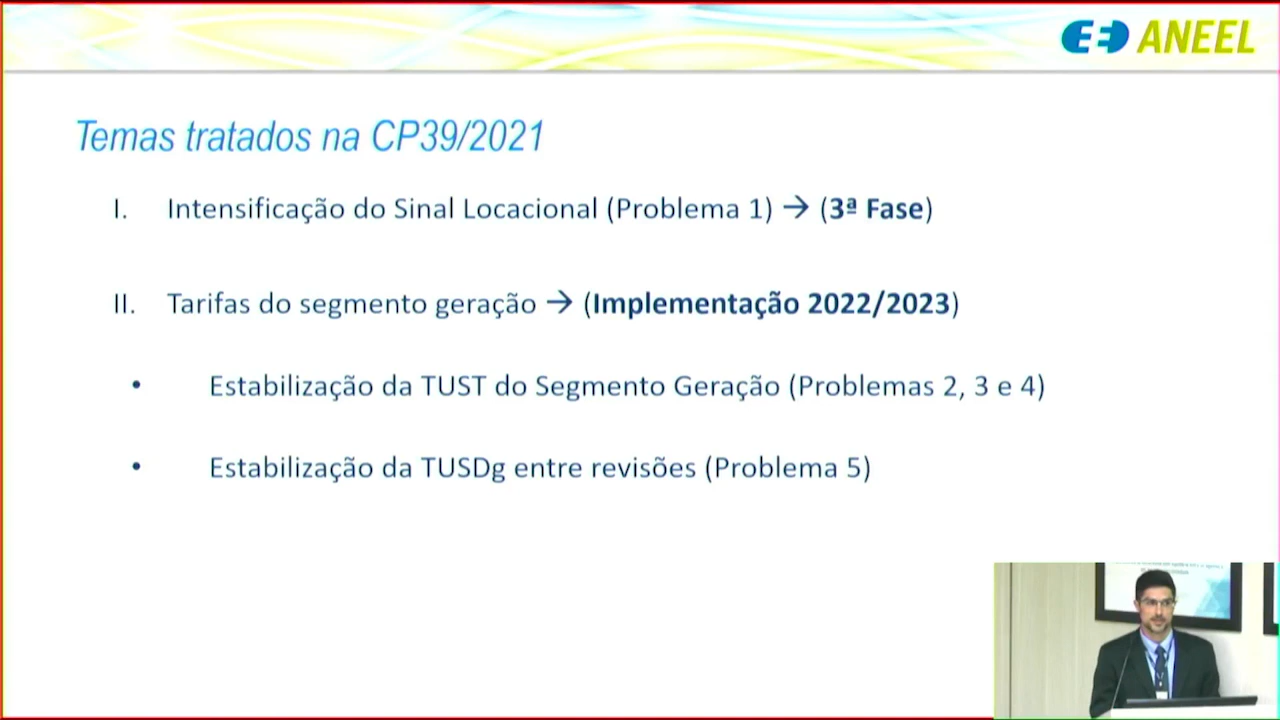 ANEEL
Temas tratados na CP39/2021
I. Intensificação do Sinal Locacional (Problema 1) → (3ª Fase)
II. Tarifas do segmento geração → (Implementação 2022/2023)
• Estabilização da TUST do Segmento Geração (Problemas 2, 3 e 4)
• Estabilização da TUSDg entre revisões (Problema 5)